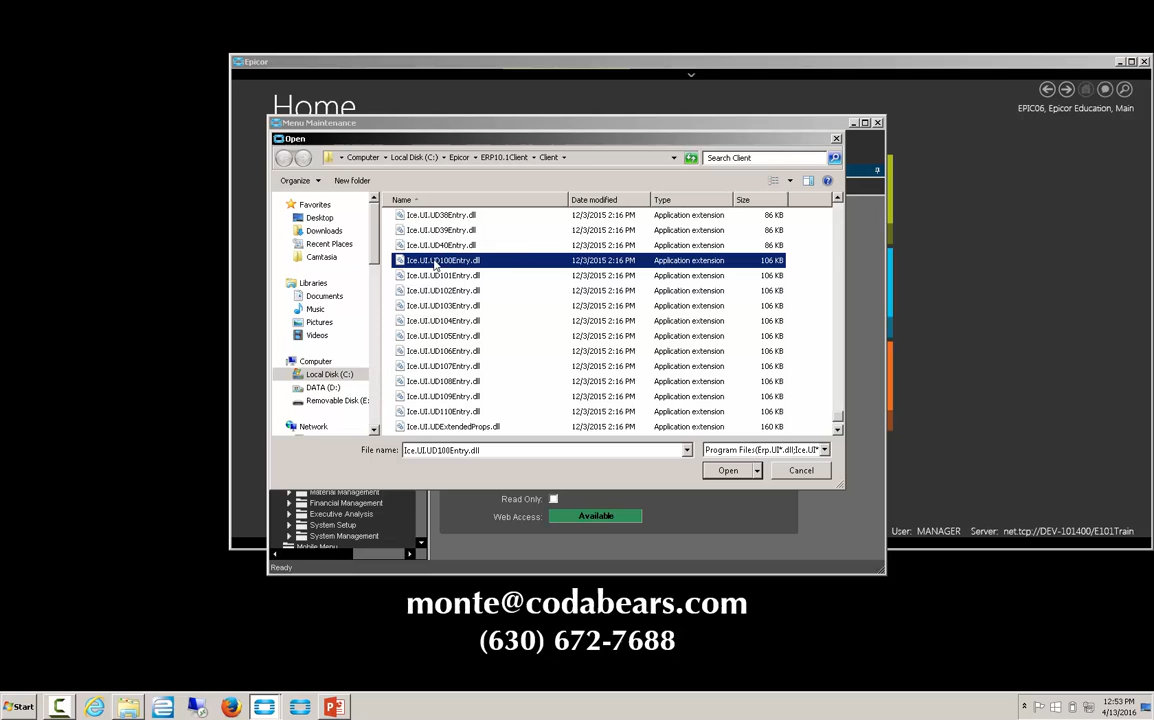 Epicor
Home
EPIC06, Epicor Education, Main
Menu Maintenance
Open
Computer Local Disk (C:) Epicor ERP10.1Client Client
Search Client
Organize New folder
Favorites
Desktop
Downloads
Recent Places
Camtasia
Libraries
Documents
Music
Pictures
Videos
Computer
Local Disk (C:)
DATA (D:)
Removable Disk (E:
Network
Name Date modified Type Size
Ice.UI.UD38Entry.dll 12/3/2015 2:16 PM Application extension 86 KB
Ice.UI.UD39Entry.dll 12/3/2015 2:16 PM Application extension 86 KB
Ice.UI.UD40Entry.dll 12/3/2015 2:16 PM Application extension 86 KB
Ice.UI.UD100Entry.dll 12/3/2015 2:16 PM Application extension 106 KB
Ice.UI.UD101Entry.dll 12/3/2015 2:16 PM Application extension 106 KB
Ice.UI.UD102Entry.dll 12/3/2015 2:16 PM Application extension 106 KB
Ice.UI.UD103Entry.dll 12/3/2015 2:16 PM Application extension 106 KB
Ice.UI.UD104Entry.dll 12/3/2015 2:16 PM Application extension 106 KB
Ice.UI.UD105Entry.dll 12/3/2015 2:16 PM Application extension 106 KB
Ice.UI.UD106Entry.dll 12/3/2015 2:16 PM Application extension 106 KB
Ice.UI.UD107Entry.dll 12/3/2015 2:16 PM Application extension 106 KB
Ice.UI.UD108Entry.dll 12/3/2015 2:16 PM Application extension 106 KB
Ice.UI.UD109Entry.dll 12/3/2015 2:16 PM Application extension 106 KB
Ice.UI.UD110Entry.dll 12/3/2015 2:16 PM Application extension 106 KB
Ice.UI.UDExtendedProps.dll 12/3/2015 2:16 PM Application extension 160 KB
File name: Ice.UI.UD100Entry.dll Program Files(Erp.UI*.dll;Ice.UI*
Open Cancel
Material Management
Financial Management
Executive Analysis
System Setup
System Management
Mobile Menu
Read Only:
Web Access: Available
User: MANAGER Server: net.tcp://DEV-101400/E101Train
Ready
monte@codabears.com
(630) 672-7688
Start
12:53 PM
4/13/2016